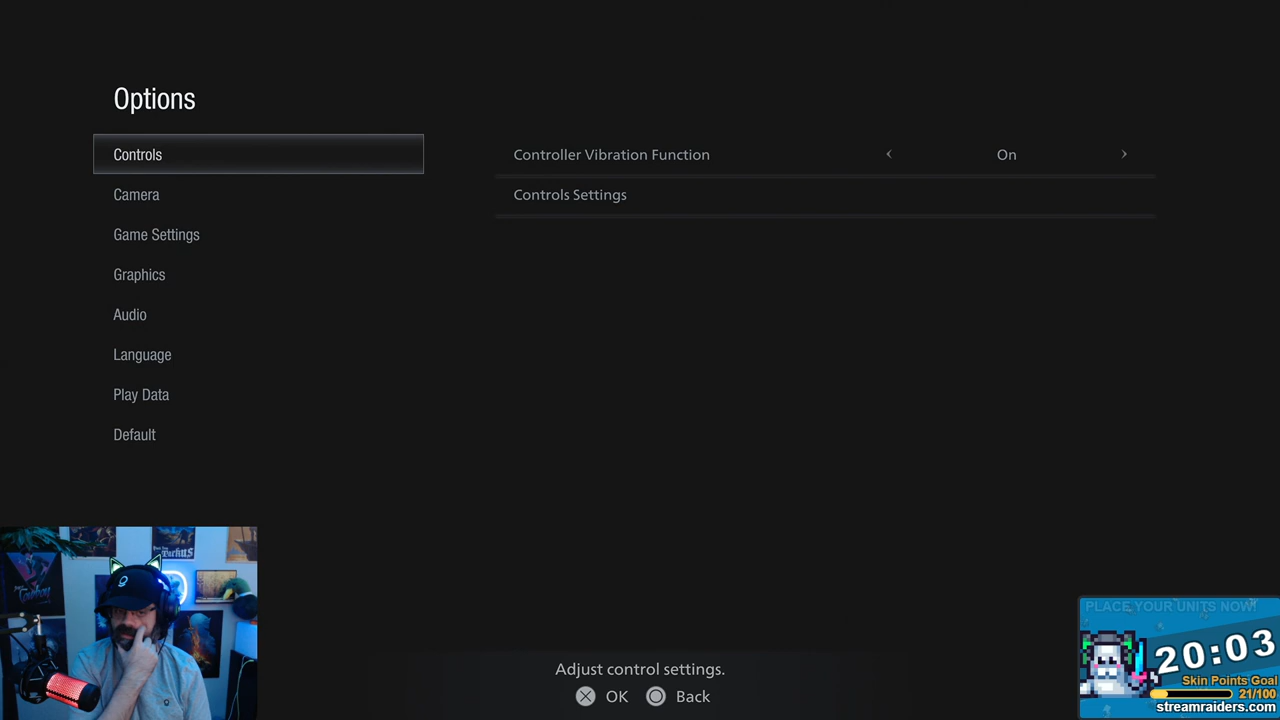 Options
Controls
Camera
Game Settings
Graphics
Audio
Language
Play Data
Default
Controller Vibration Function
On
Controls Settings
Adjust control settings.
OK
Back
PLACE YOUR UNITS NOW!
20:03
Skin Points Goal
21/100
streamraiders.com